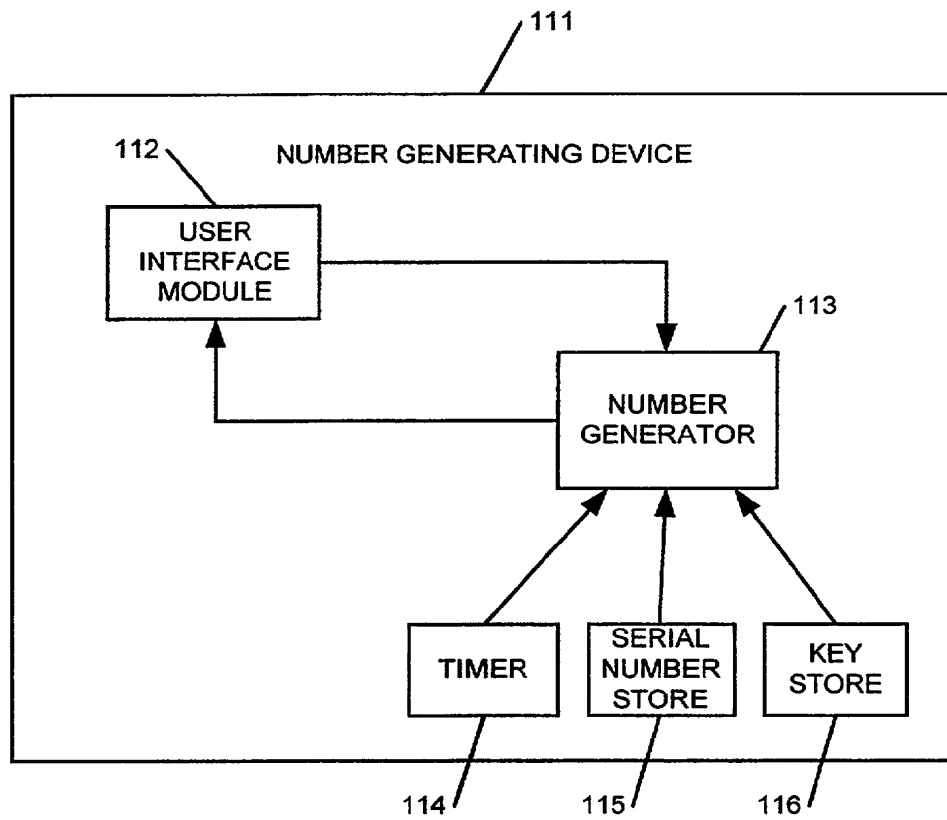 111
112
NUMBER GENERATING DEVICE
USER
INTERFACE
MODULE
113
NUMBER
GENERATOR
TIMER
SERIAL
NUMBER
STORE
KEY
STORE
114
115
116